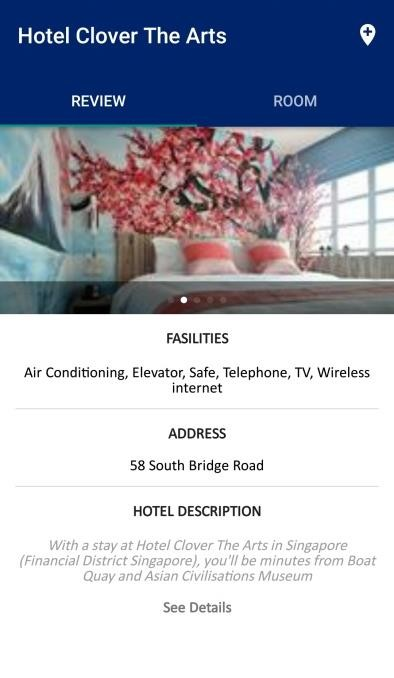 Hotel Clover The Arts
REVIEW
ROOM
FASILITIES
Air Conditioning, Elevator, Safe, Telephone, TV, Wireless
internet
ADDRESS
58 South Bridge Road
HOTEL DESCRIPTION
With a stay at Hotel Clover The Arts in Singapore
(Financial District Singapore), you'll be minutes from Boat
Quay and Asian Civilisations Museum
See Details